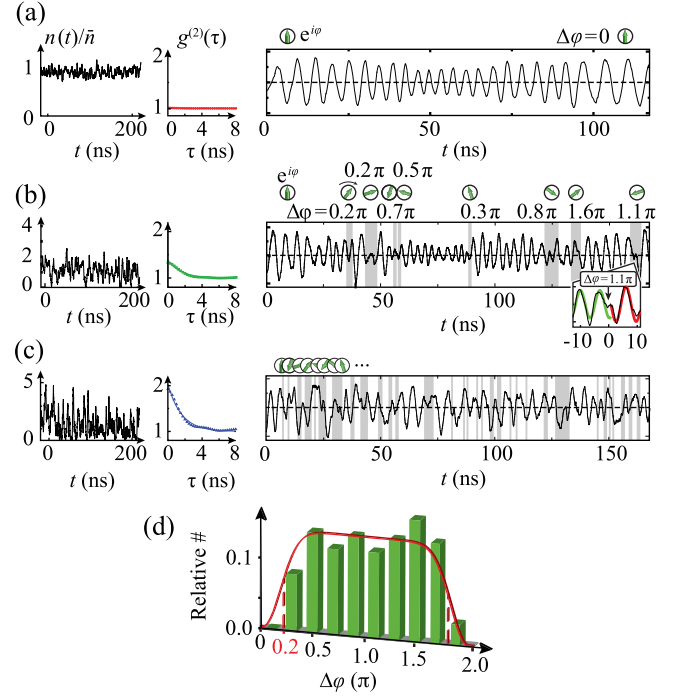 (a)
n(t)/n̄
g⁽²⁾(τ)
e^{iφ}
Δφ=0
1
0
0
200
t (ns)
2
1
0
4
8
τ (ns)
0
25
50
75
100
t (ns)
(b)
e^{iφ}
0.2π
0.5π
Δφ=0.2π
0.7π
0.3π
0.8π
1.6π
1.1π
4
2
0
0
200
t (ns)
2
1
0
4
8
τ (ns)
0
50
100
t (ns)
Δφ=1.1π
-10
0
10
(c)
...
5
0
0
200
t (ns)
2
1
0
4
8
τ (ns)
0
50
100
150
t (ns)
(d)
Relative #
0.1
0.0
0
0.2
0.5
1.0
1.5
2.0
Δφ (π)